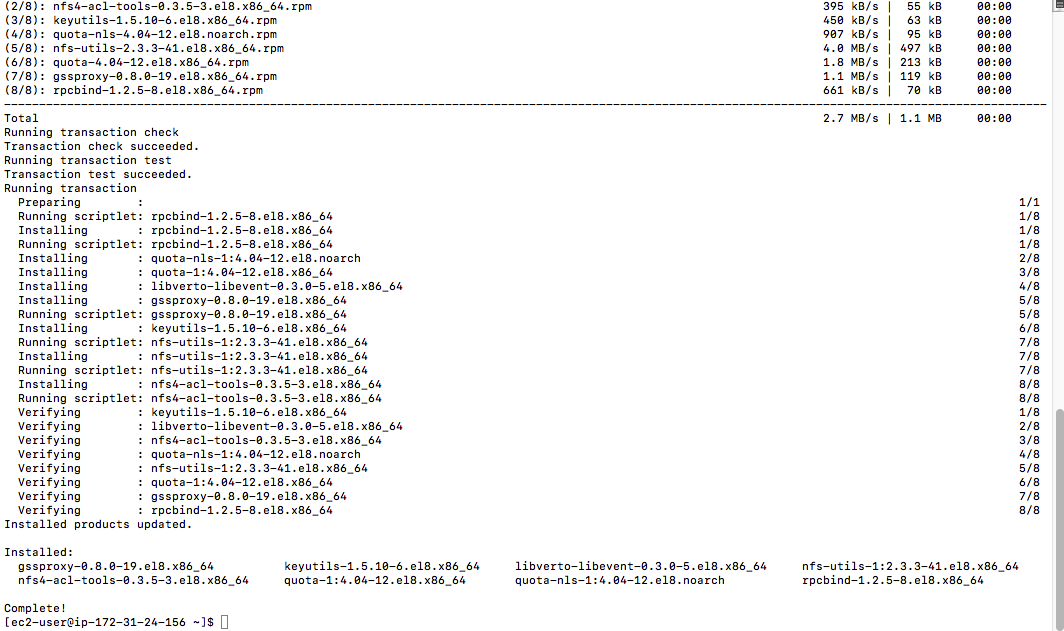 (2/8): nfs4-acl-tools-0.3.5-3.el8.x86_64.rpm 395 kB/s | 55 kB 00:00
(3/8): keyutils-1.5.10-6.el8.x86_64.rpm 450 kB/s | 63 kB 00:00
(4/8): quota-nls-4.04-12.el8.noarch.rpm 907 kB/s | 95 kB 00:00
(5/8): nfs-utils-2.3.3-41.el8.x86_64.rpm 4.0 MB/s | 497 kB 00:00
(6/8): quota-4.04-12.el8.x86_64.rpm 1.8 MB/s | 213 kB 00:00
(7/8): gssproxy-0.8.0-19.el8.x86_64.rpm 1.1 MB/s | 119 kB 00:00
(8/8): rpcbind-1.2.5-8.el8.x86_64.rpm 661 kB/s | 70 kB 00:00
Total 2.7 MB/s | 1.1 MB 00:00
Running transaction check
Transaction check succeeded.
Running transaction test
Transaction test succeeded.
Running transaction
Preparing : 1/1
Running scriptlet: rpcbind-1.2.5-8.el8.x86_64 1/8
Installing : rpcbind-1.2.5-8.el8.x86_64 1/8
Running scriptlet: rpcbind-1.2.5-8.el8.x86_64 1/8
Installing : quota-nls-1:4.04-12.el8.noarch 2/8
Installing : quota-1:4.04-12.el8.x86_64 3/8
Installing : libverto-libevent-0.3.0-5.el8.x86_64 4/8
Installing : gssproxy-0.8.0-19.el8.x86_64 5/8
Running scriptlet: gssproxy-0.8.0-19.el8.x86_64 5/8
Installing : keyutils-1.5.10-6.el8.x86_64 6/8
Running scriptlet: nfs-utils-1:2.3.3-41.el8.x86_64 7/8
Installing : nfs-utils-1:2.3.3-41.el8.x86_64 7/8
Running scriptlet: nfs-utils-1:2.3.3-41.el8.x86_64 7/8
Installing : nfs4-acl-tools-0.3.5-3.el8.x86_64 8/8
Running scriptlet: nfs4-acl-tools-0.3.5-3.el8.x86_64 8/8
Verifying : keyutils-1.5.10-6.el8.x86_64 1/8
Verifying : libverto-libevent-0.3.0-5.el8.x86_64 2/8
Verifying : nfs4-acl-tools-0.3.5-3.el8.x86_64 3/8
Verifying : quota-nls-1:4.04-12.el8.noarch 4/8
Verifying : nfs-utils-1:2.3.3-41.el8.x86_64 5/8
Verifying : quota-1:4.04-12.el8.x86_64 6/8
Verifying : gssproxy-0.8.0-19.el8.x86_64 7/8
Verifying : rpcbind-1.2.5-8.el8.x86_64 8/8
Installed products updated.
Installed:
gssproxy-0.8.0-19.el8.x86_64 keyutils-1.5.10-6.el8.x86_64 libverto-libevent-0.3.0-5.el8.x86_64 nfs-utils-1:2.3.3-41.el8.x86_64
nfs4-acl-tools-0.3.5-3.el8.x86_64 quota-1:4.04-12.el8.x86_64 quota-nls-1:4.04-12.el8.noarch rpcbind-1.2.5-8.el8.x86_64
Complete!
[ec2-user@ip-172-31-24-156 ~]$